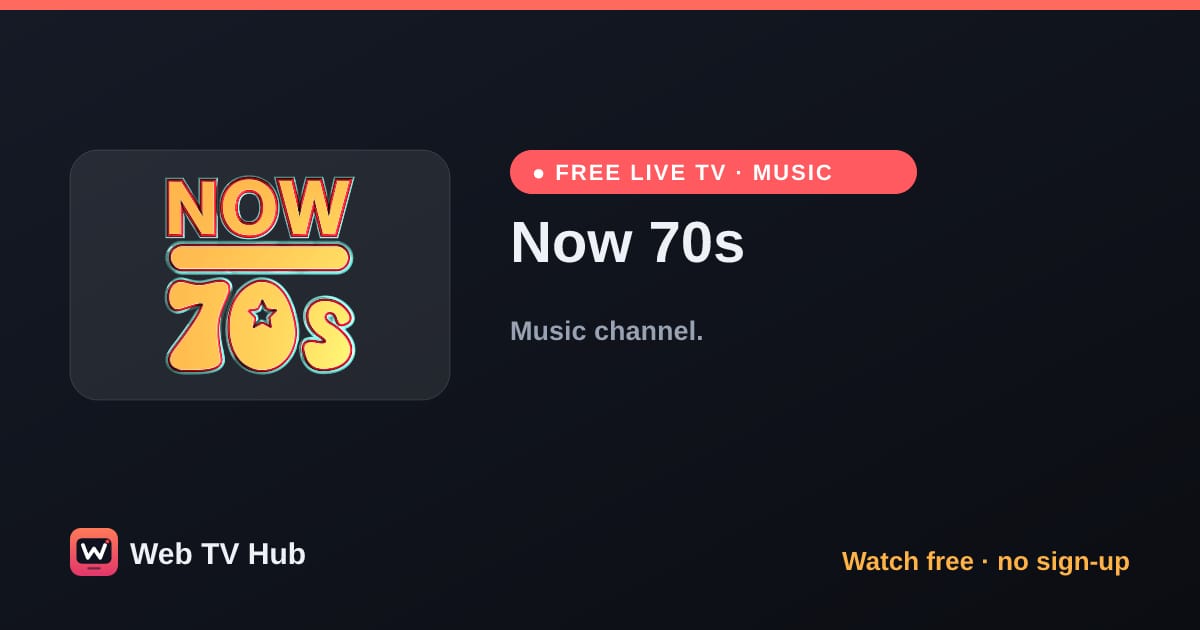 NOW
70s
• FREE LIVE TV · MUSIC
Now 70s
Music channel.
W
Web TV Hub
Watch free · no sign-up